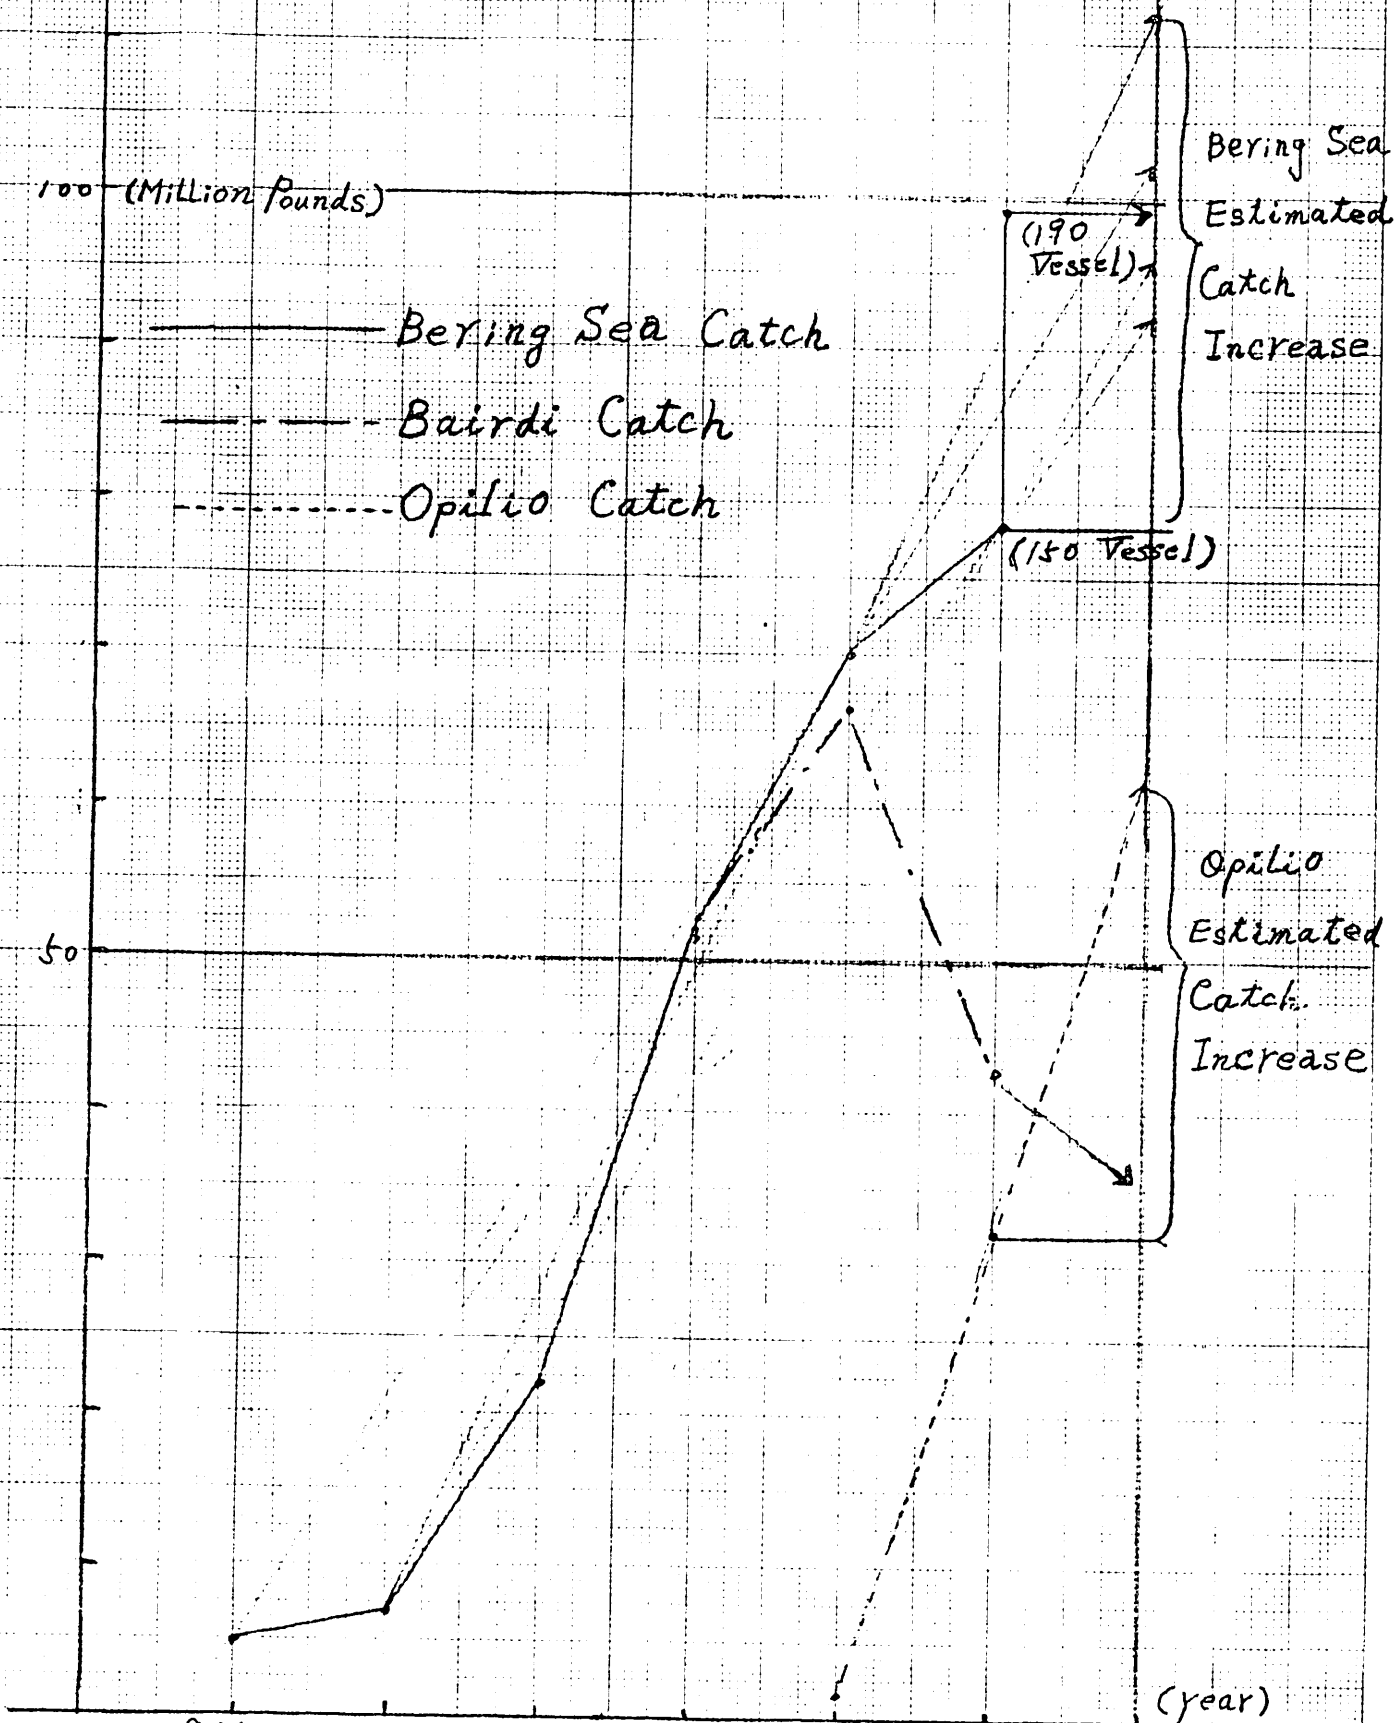 100 (Million Pounds)
Bering Sea Catch
Bairdi Catch
Opilio Catch
(190
Vessel)
Bering Sea
Estimated
Catch
Increase
(150 Vessel)
50
Opilio
Estimated
Catch.
Increase
(year)